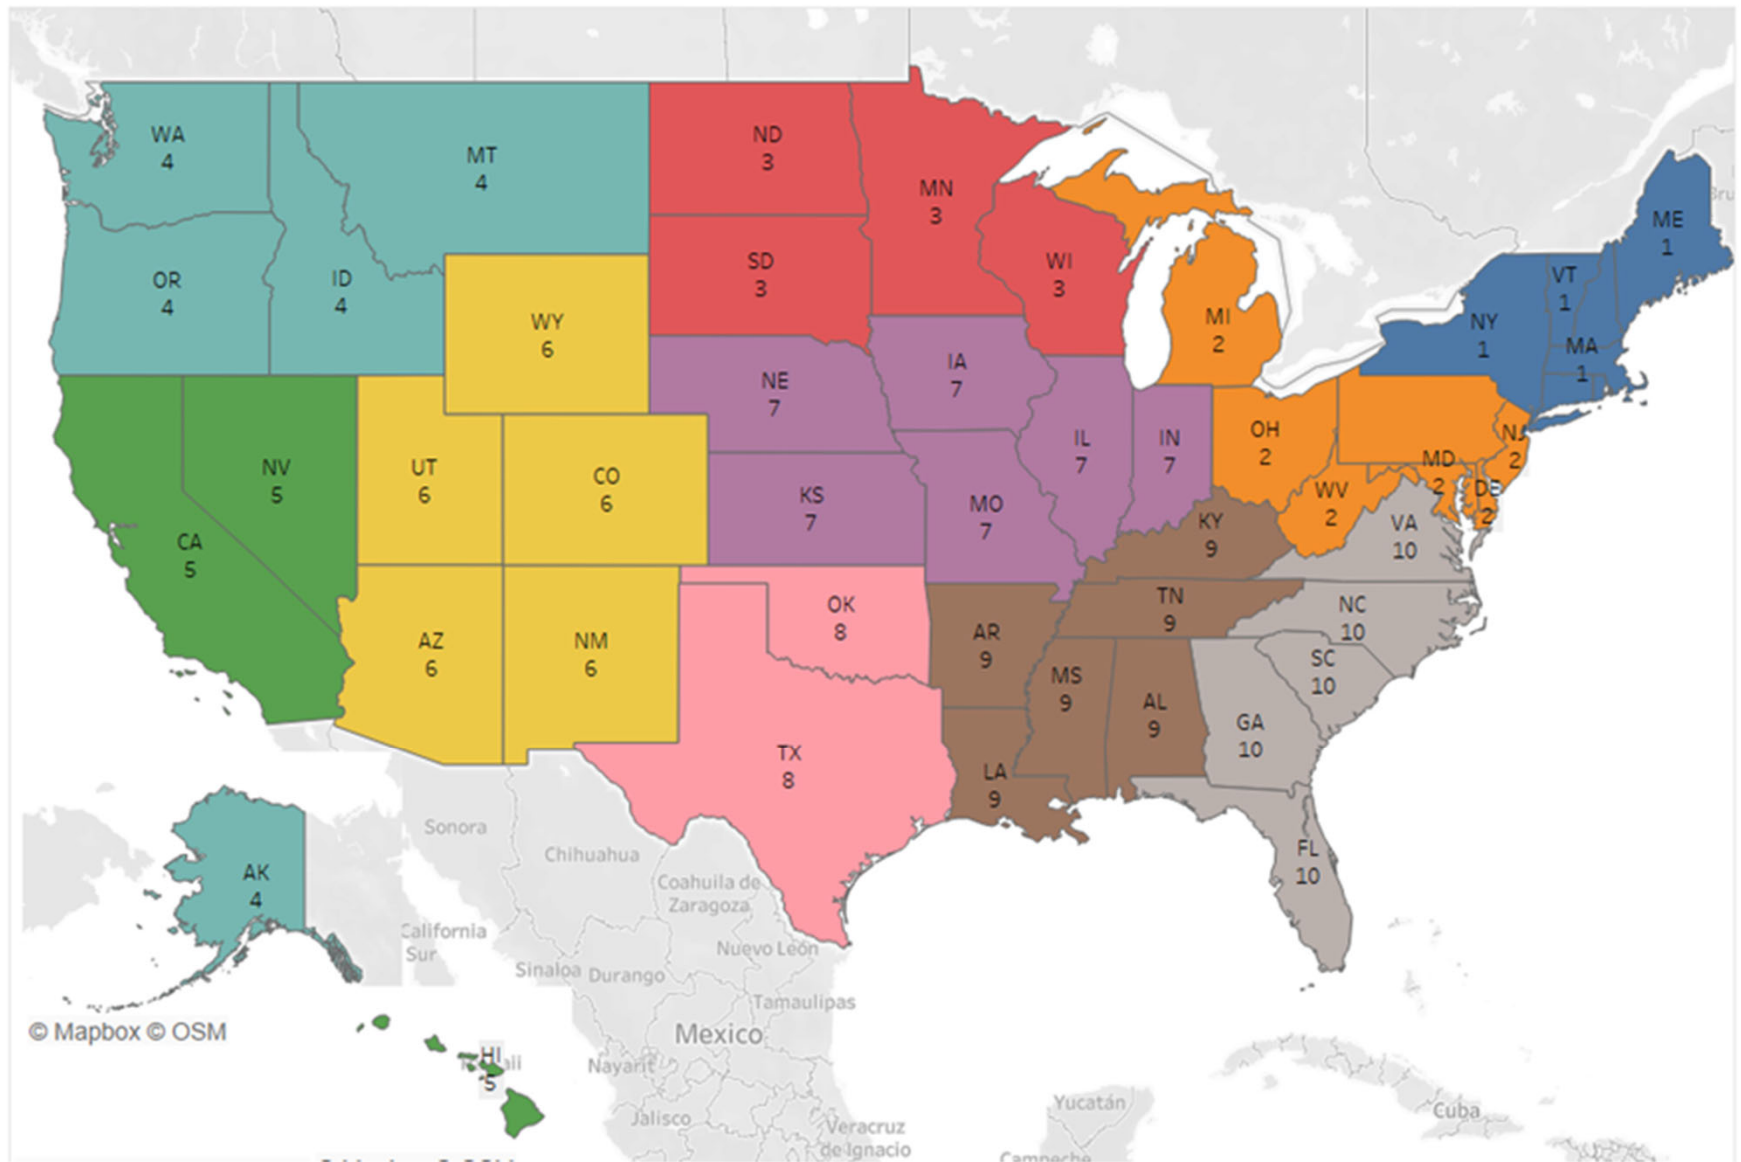 WA
4
MT
4
ND
3
MN
3
ME
1
OR
4
ID
4
SD
3
WI
3
VT
1
WY
6
MI
2
NY
1
MA
1
NE
7
IA
7
NV
5
UT
6
CO
6
IL
7
IN
7
OH
2
NJ
2
MD
2
DE
2
KS
7
MO
7
WV
2
KY
9
VA
10
CA
5
OK
8
AR
9
TN
9
NC
10
AZ
6
NM
6
MS
9
AL
9
SC
10
GA
10
TX
8
LA
9
FL
10
AK
4
Sonora
Chihuahua
Coahuila de
Zaragoza
California
Sur
Nuevo León
Sinaloa
Durango
Tamaulipas
© Mapbox © OSM
Mexico
HI
5
Nayarit
Jalisco
Yucatán
Cuba
Veracruz
de Ignacio
Campeche